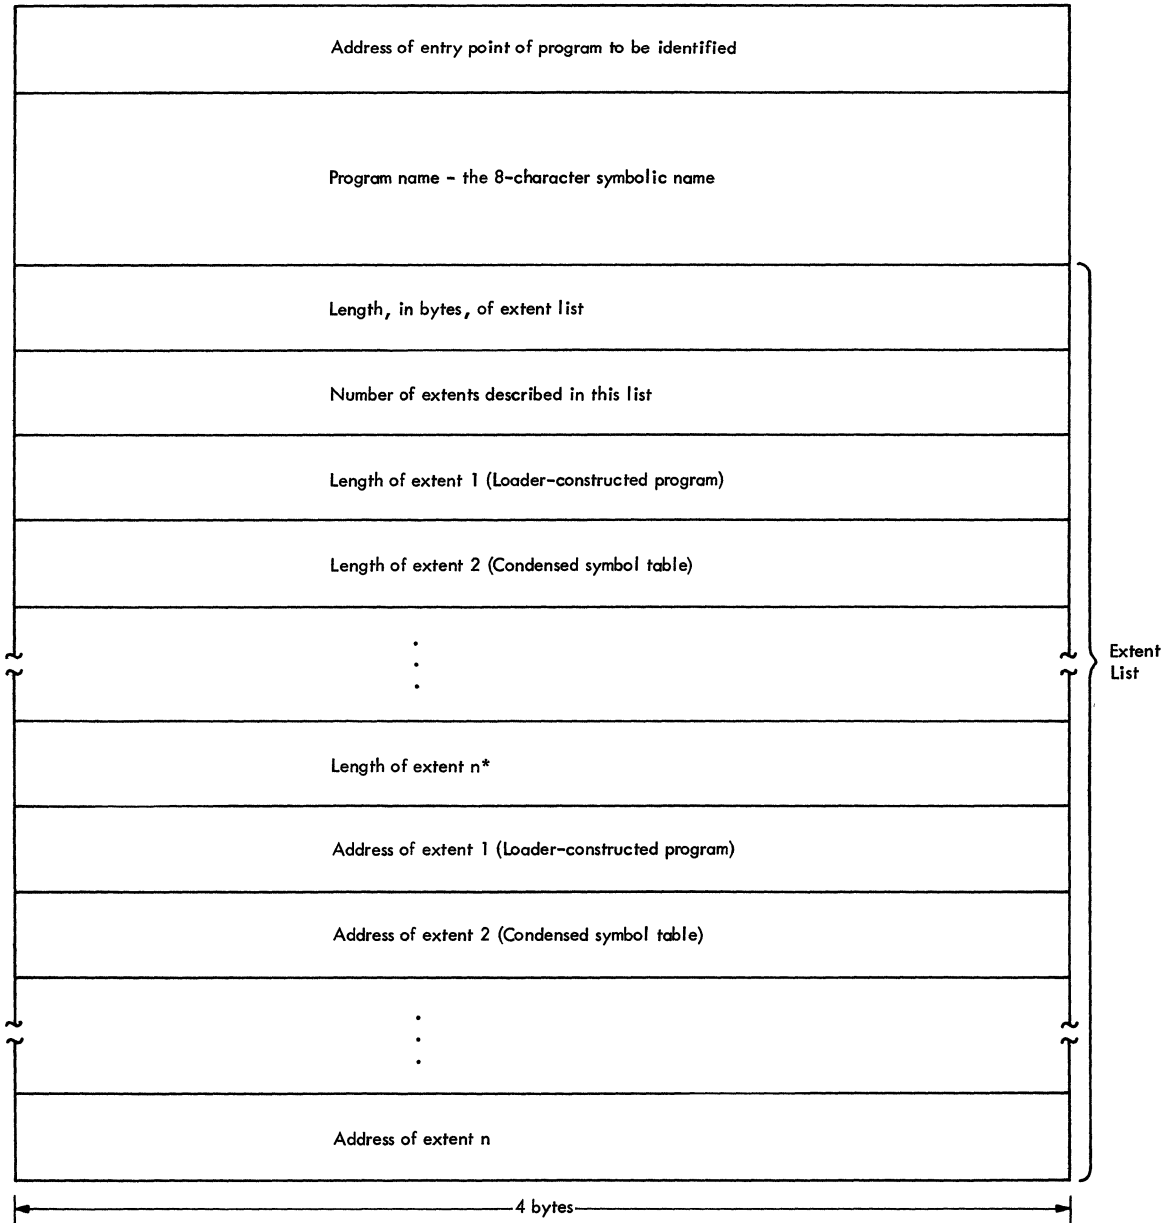 Address of entry point of program to be identified
Program name - the 8-character symbolic name
Length, in bytes, of extent list
Number of extents described in this list
Length of extent 1 (Loader-constructed program)
Length of extent 2 (Condensed symbol table)
Extent
List
Length of extent n*
Address of extent 1 (Loader-constructed program)
Address of extent 2 (Condensed symbol table)
Address of extent n
4 bytes